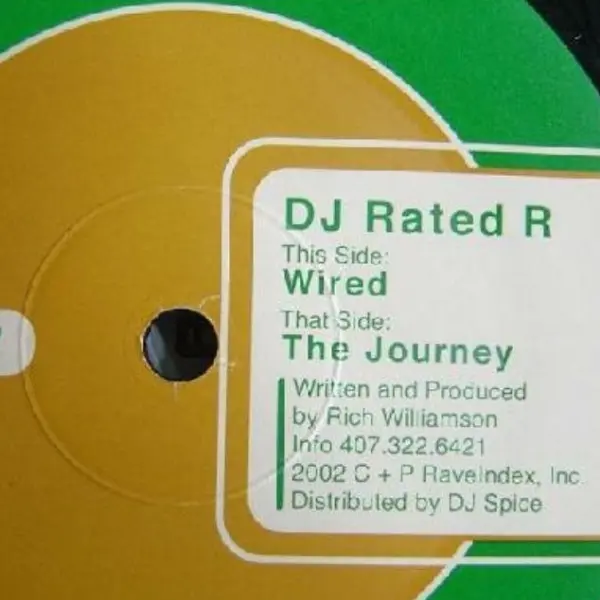 DJ Rated R
This Side:
Wired
That Side:
The Journey
Written and Produced
by Rich Williamson
Info 407.322.6421
2002 C + P RaveIndex, Inc.
Distributed by DJ Spice